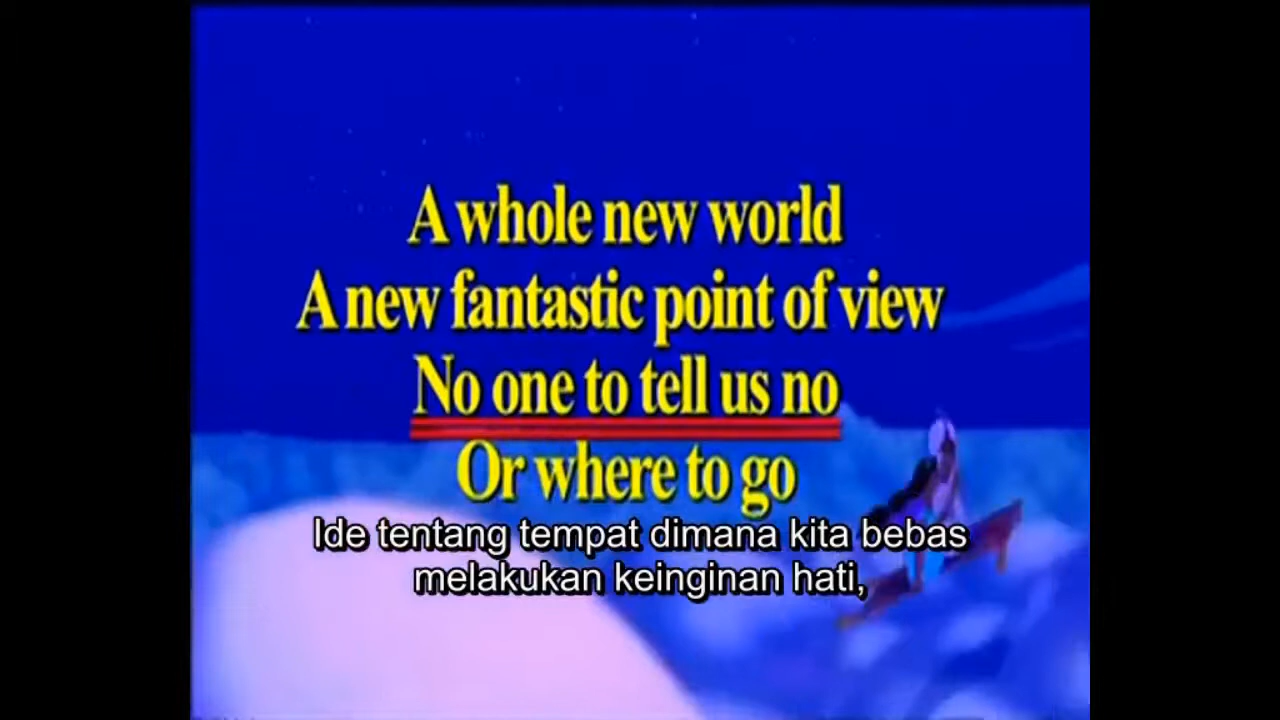 A whole new world
A new fantastic point of view
No one to tell us no
Or where to go
Ide tentang tempat dimana kita bebas
melakukan keinginan hati,